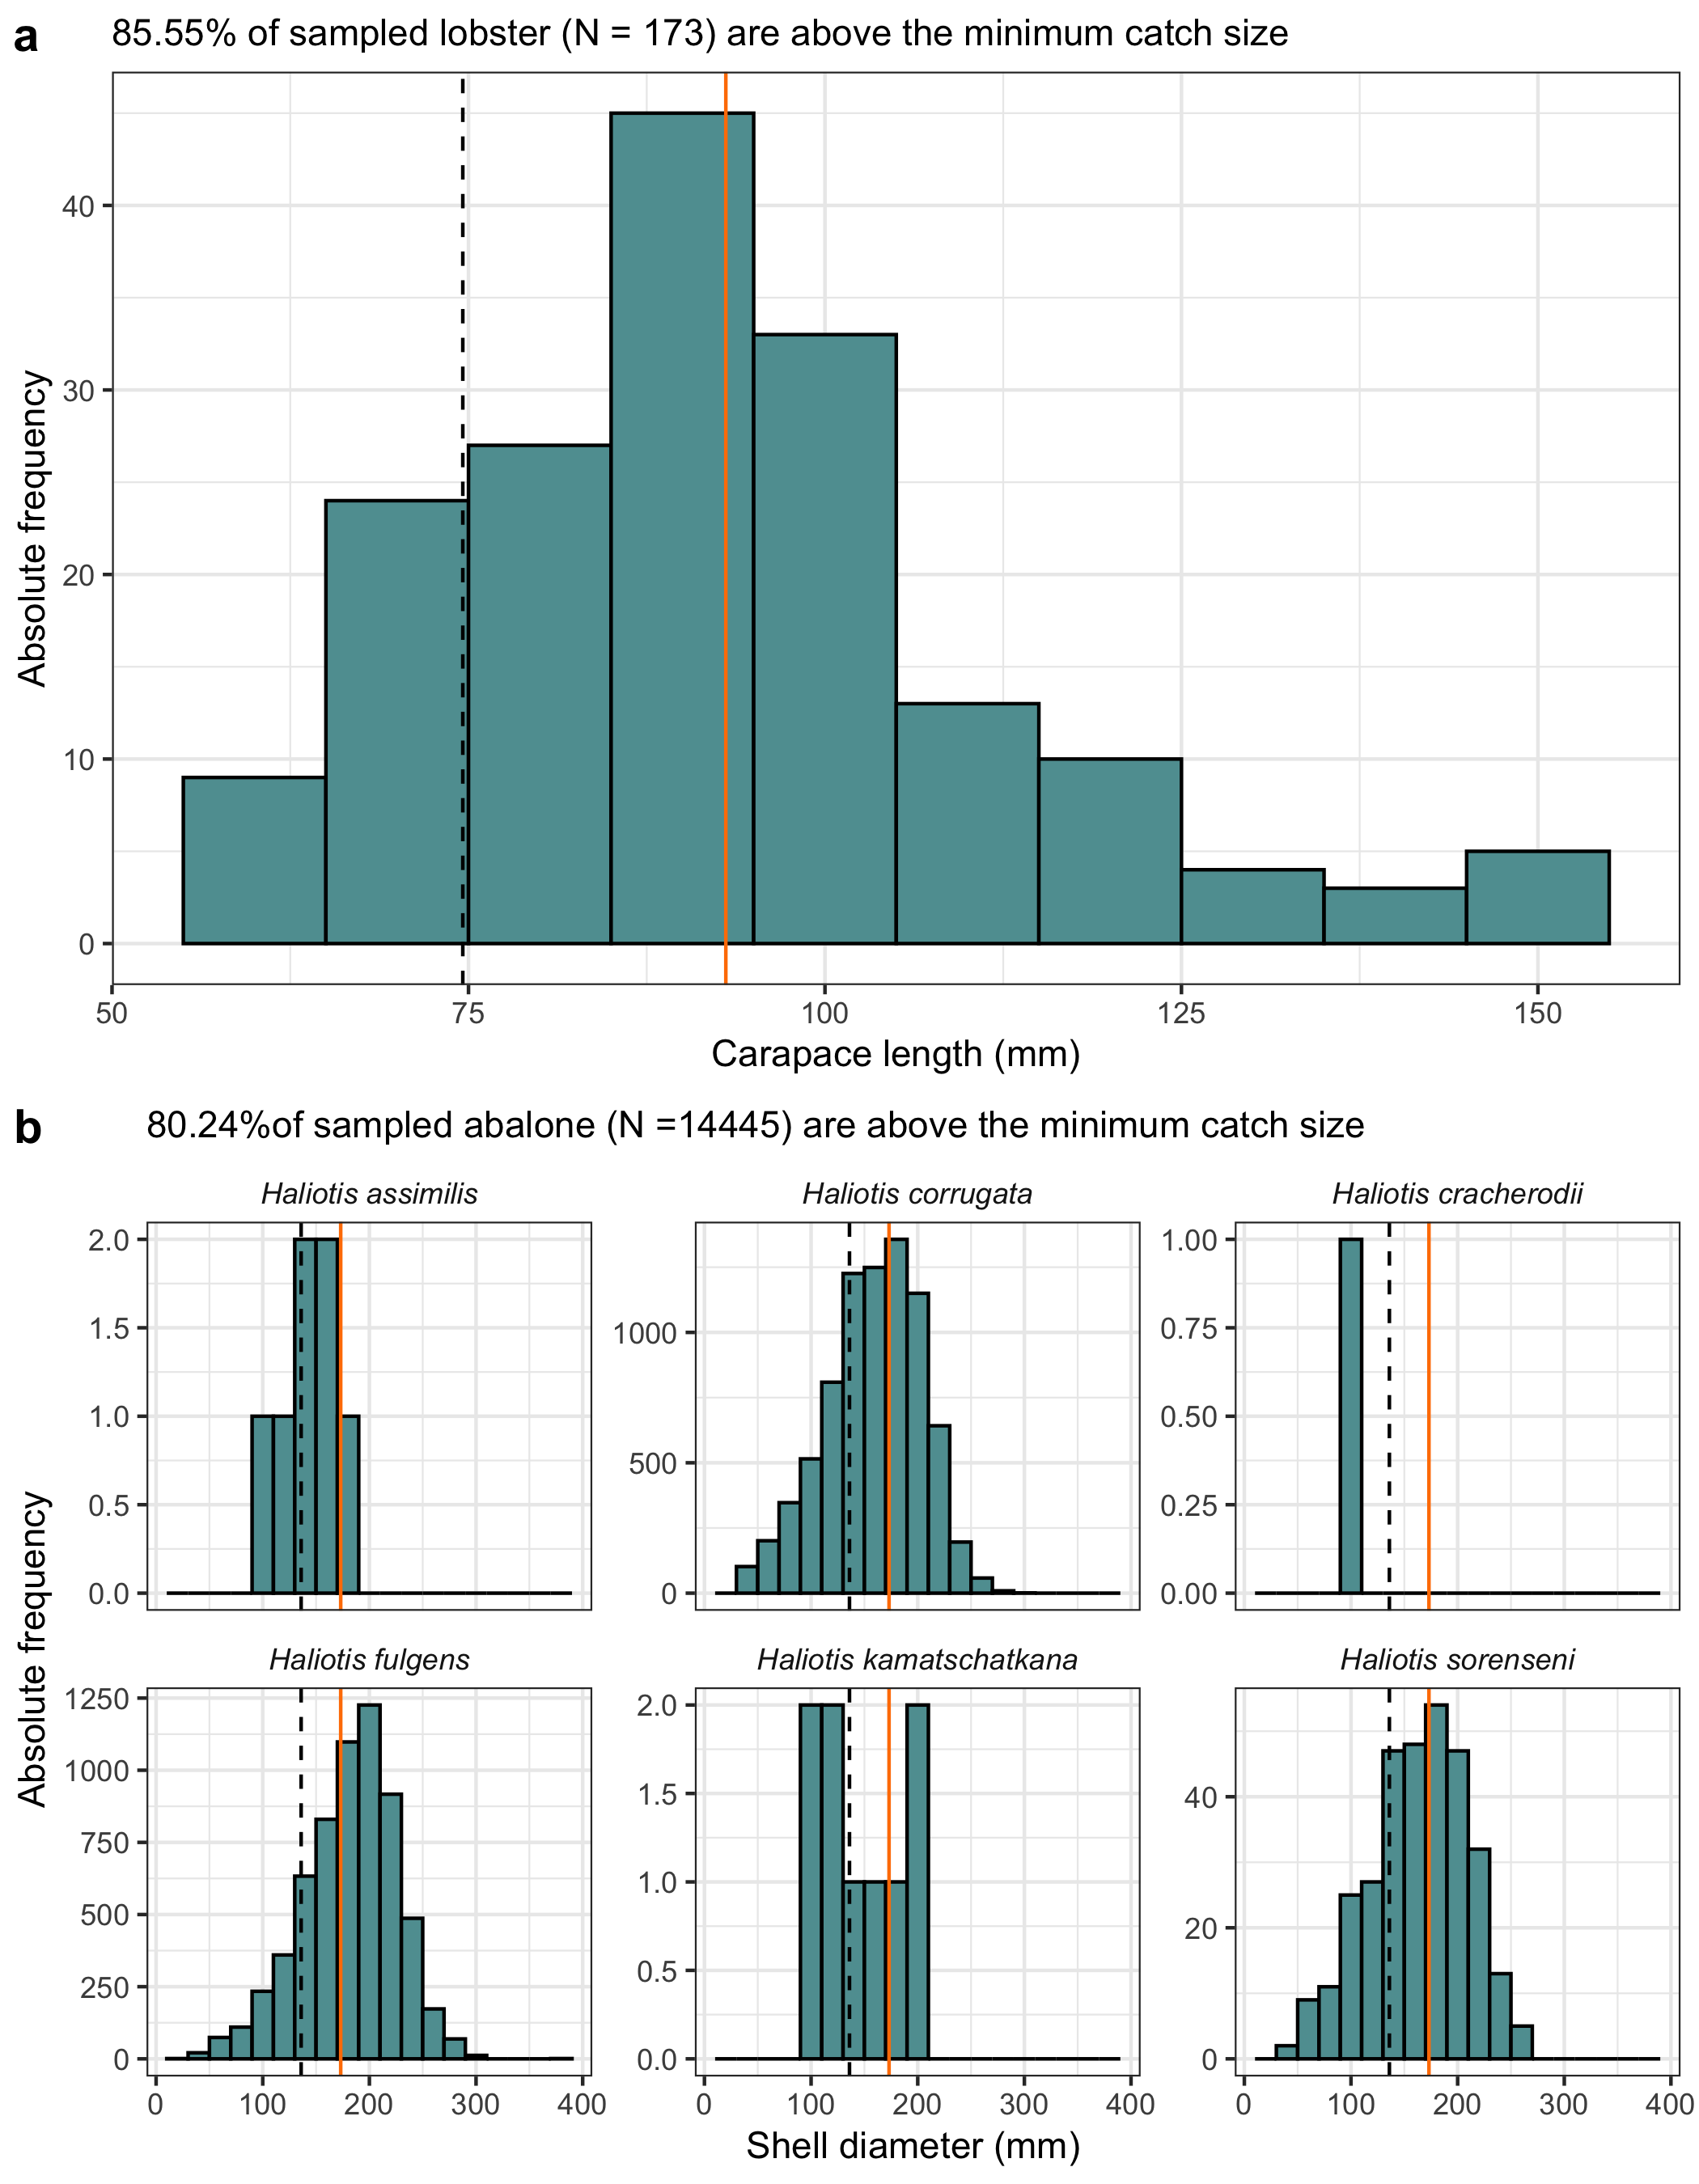 a
85.55% of sampled lobster (N = 173) are above the minimum catch size
Absolute frequency
40
30
20
10
0
50 75 100 125 150
Carapace length (mm)
b
80.24%of sampled abalone (N =14445) are above the minimum catch size
Absolute frequency
Haliotis assimilis
2.0
1.5
1.0
0.5
0.0
Haliotis corrugata
1000
500
0
Haliotis cracherodii
1.00
0.75
0.50
0.25
0.00
Haliotis fulgens
1250
1000
750
500
250
0
0 100 200 300 400
Haliotis kamatschatkana
2.0
1.5
1.0
0.5
0.0
0 100 200 300 400
Haliotis sorenseni
40
20
0
0 100 200 300 400
Shell diameter (mm)